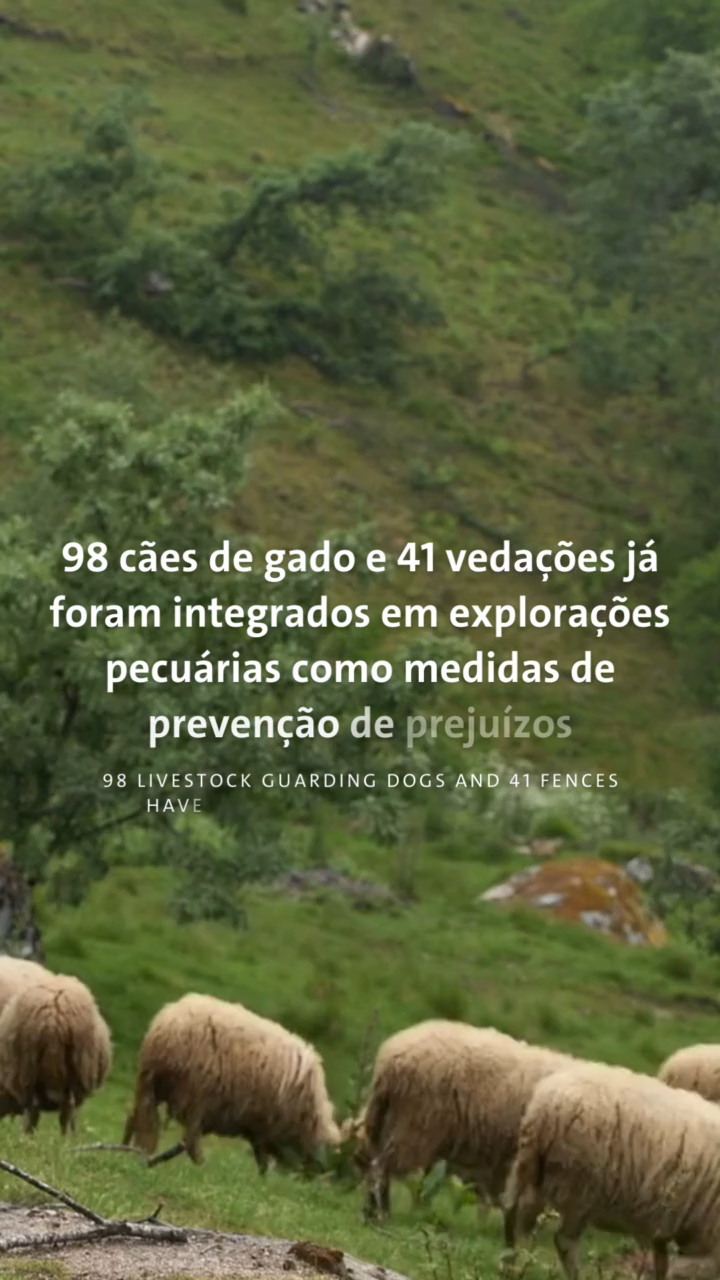 98 cães de gado e 41 vedações já
foram integrados em explorações
pecuárias como medidas de
prevenção de prejuízos
98 LIVESTOCK GUARDING DOGS AND 41 FENCES
HAVE